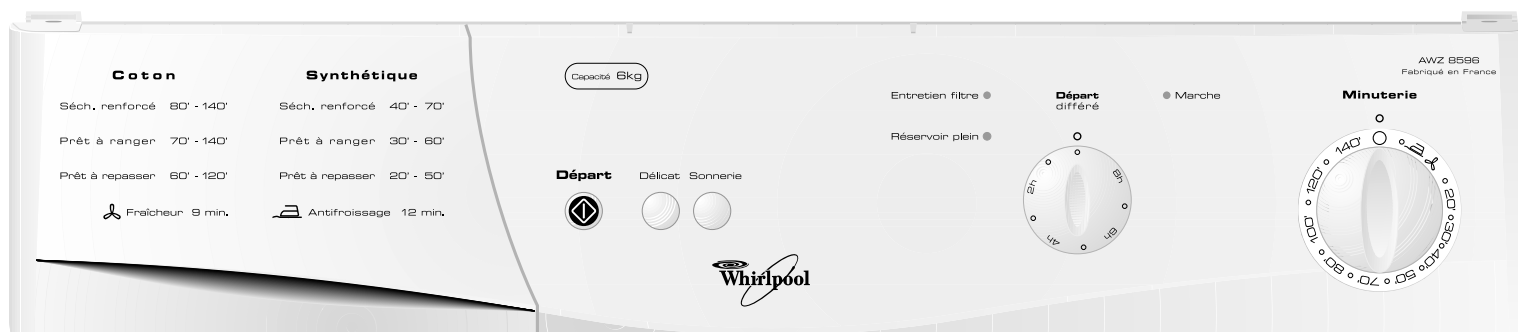 Coton
Séch. renforcé 80' - 140'
Prêt à ranger 70' - 140'
Prêt à repasser 60' - 120'
Fraîcheur 9 min.
Synthétique
Séch. renforcé 40' - 70'
Prêt à ranger 30' - 60'
Prêt à repasser 20' - 50'
Antifroissage 12 min.
Capacité 6kg
Départ
Délicat
Sonnerie
Whirlpool
Entretien filtre
Réservoir plein
Départ
différé
8h
6h
4h
2h
Marche
AWZ 8596
Fabriqué en France
Minuterie
20'
30'
40'
50'
70'
80'
100'
120'
140'